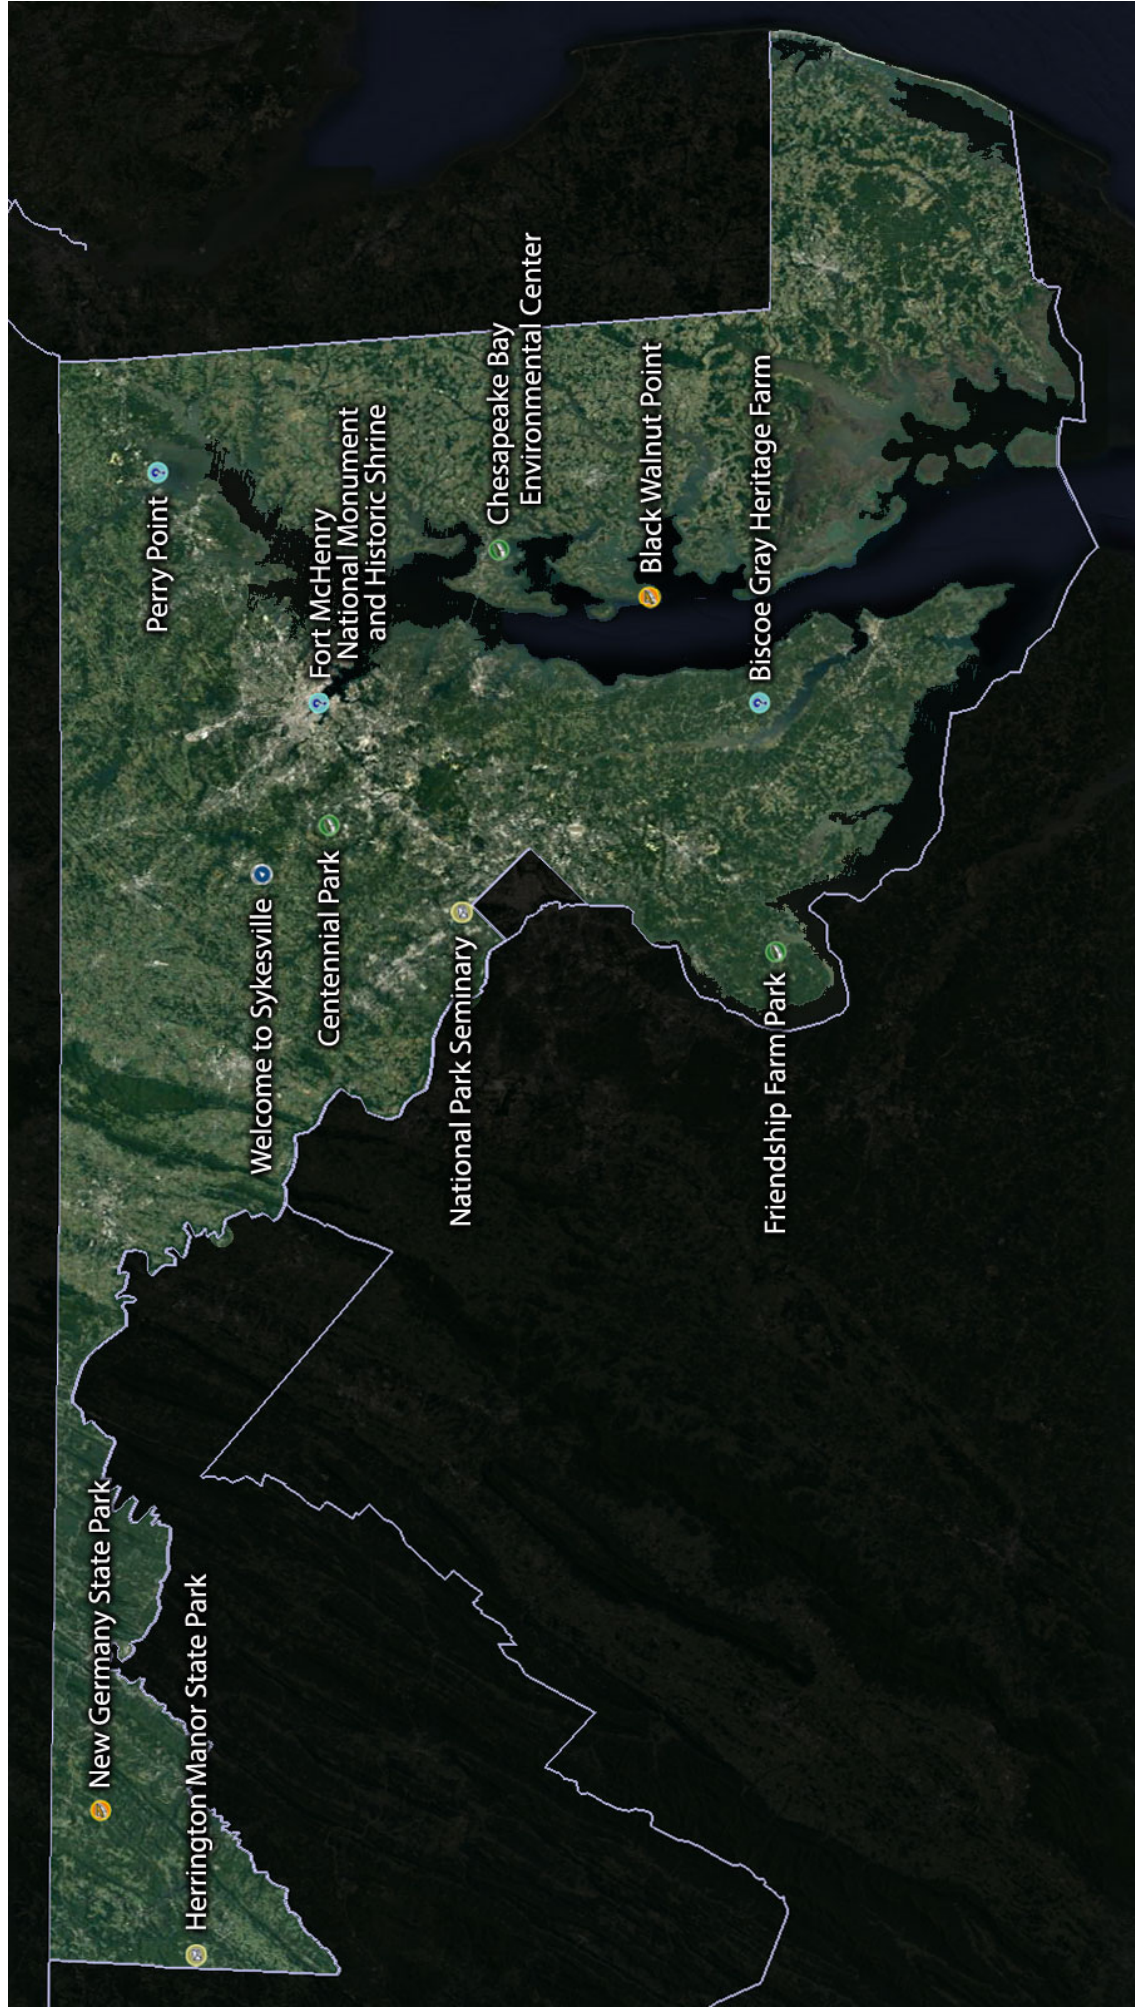 New Germany State Park
Herrington Manor State Park
Perry Point
Welcome to Sykesville
Fort McHenry
National Monument
and Historic Shrine
Centennial Park
National Park Seminary
Chesapeake Bay
Environmental Center
Black Walnut Point
Biscoe Gray Heritage Farm
Friendship Farm Park